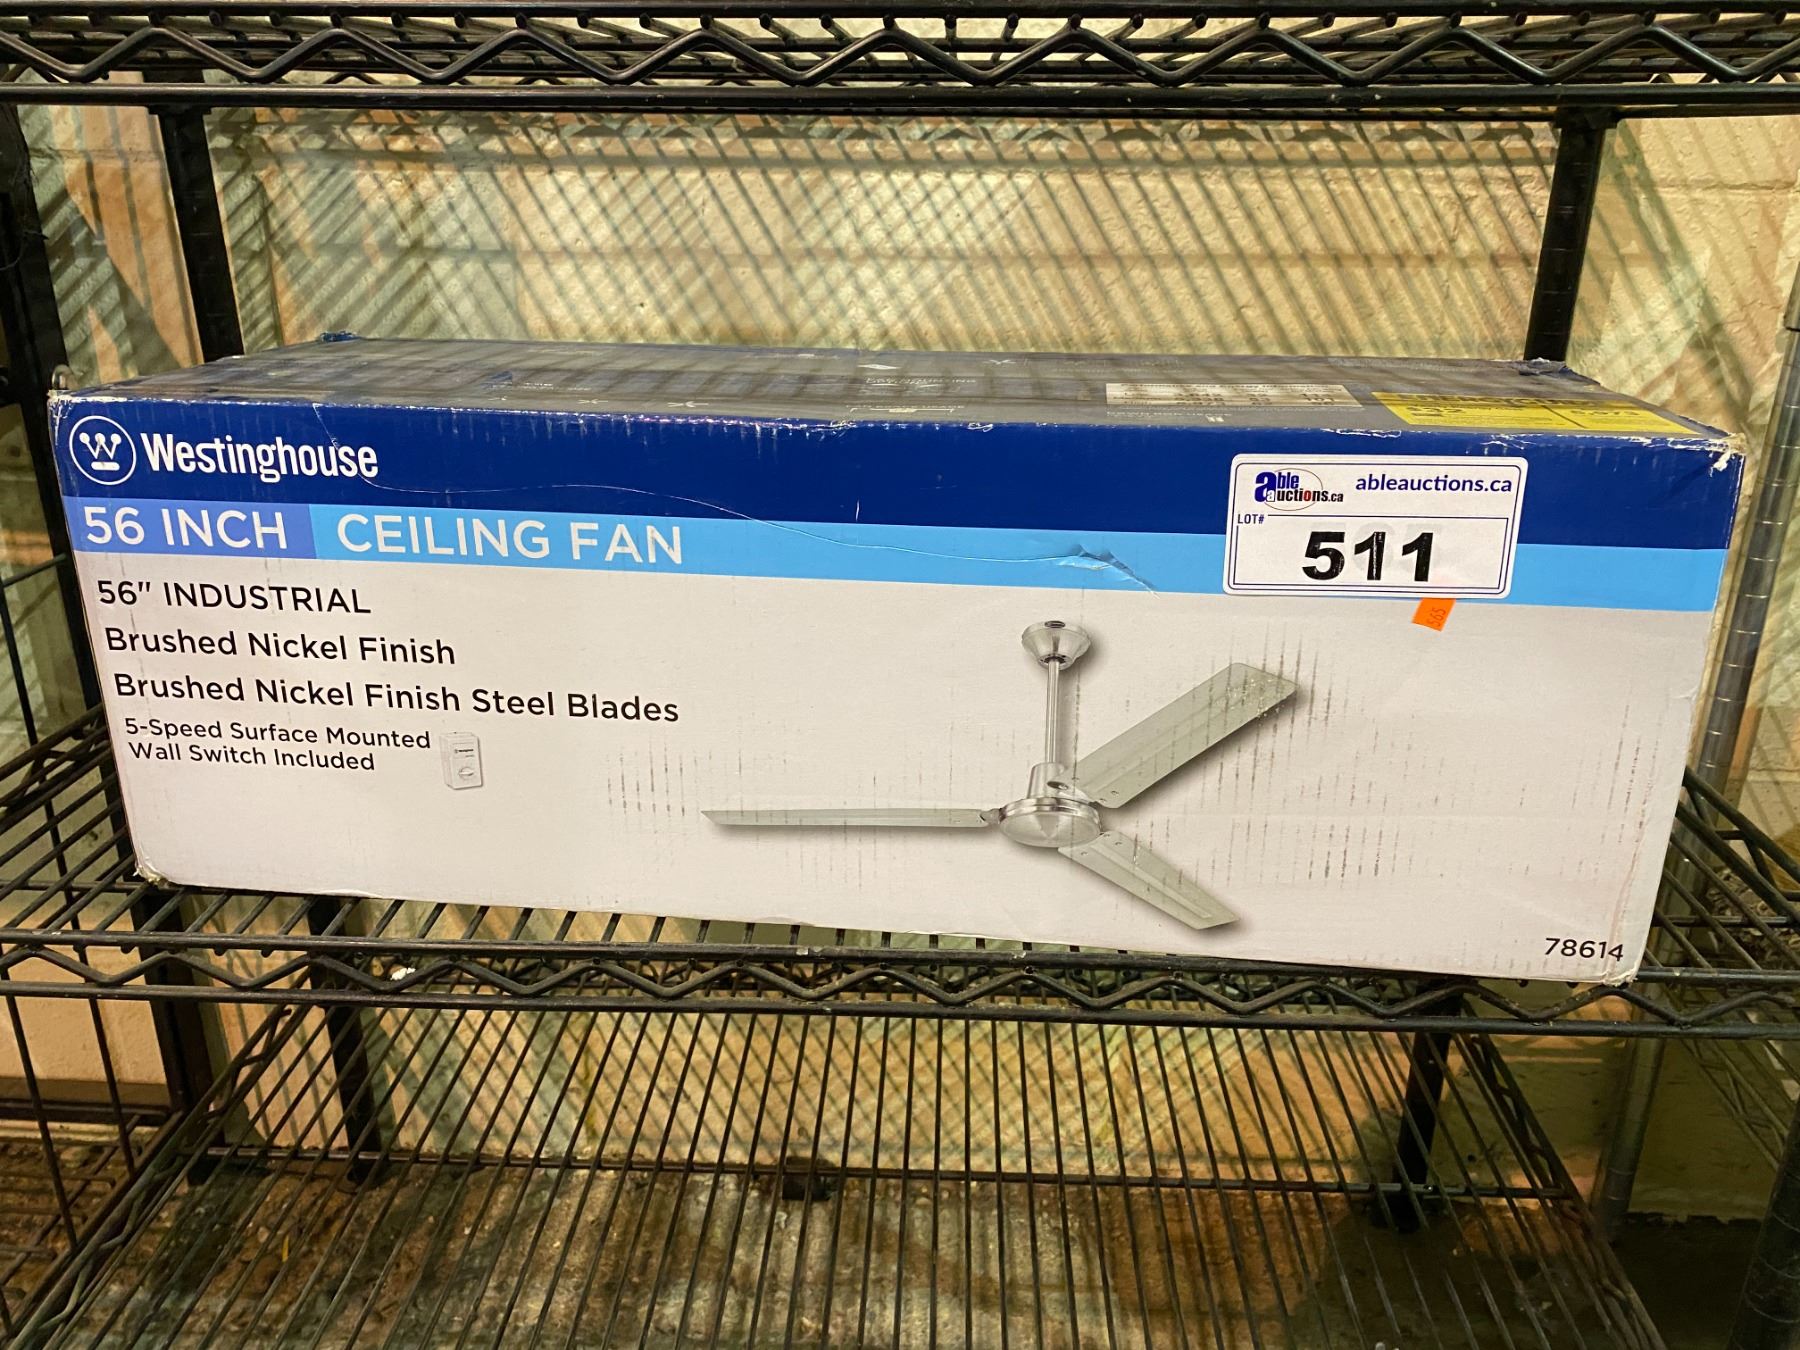 Westinghouse
56 INCH CEILING FAN
56" INDUSTRIAL
Brushed Nickel Finish
Brushed Nickel Finish Steel Blades
5-Speed Surface Mounted
Wall Switch Included
able auctions.ca ableauctions.ca
LOT#
511
565
78614